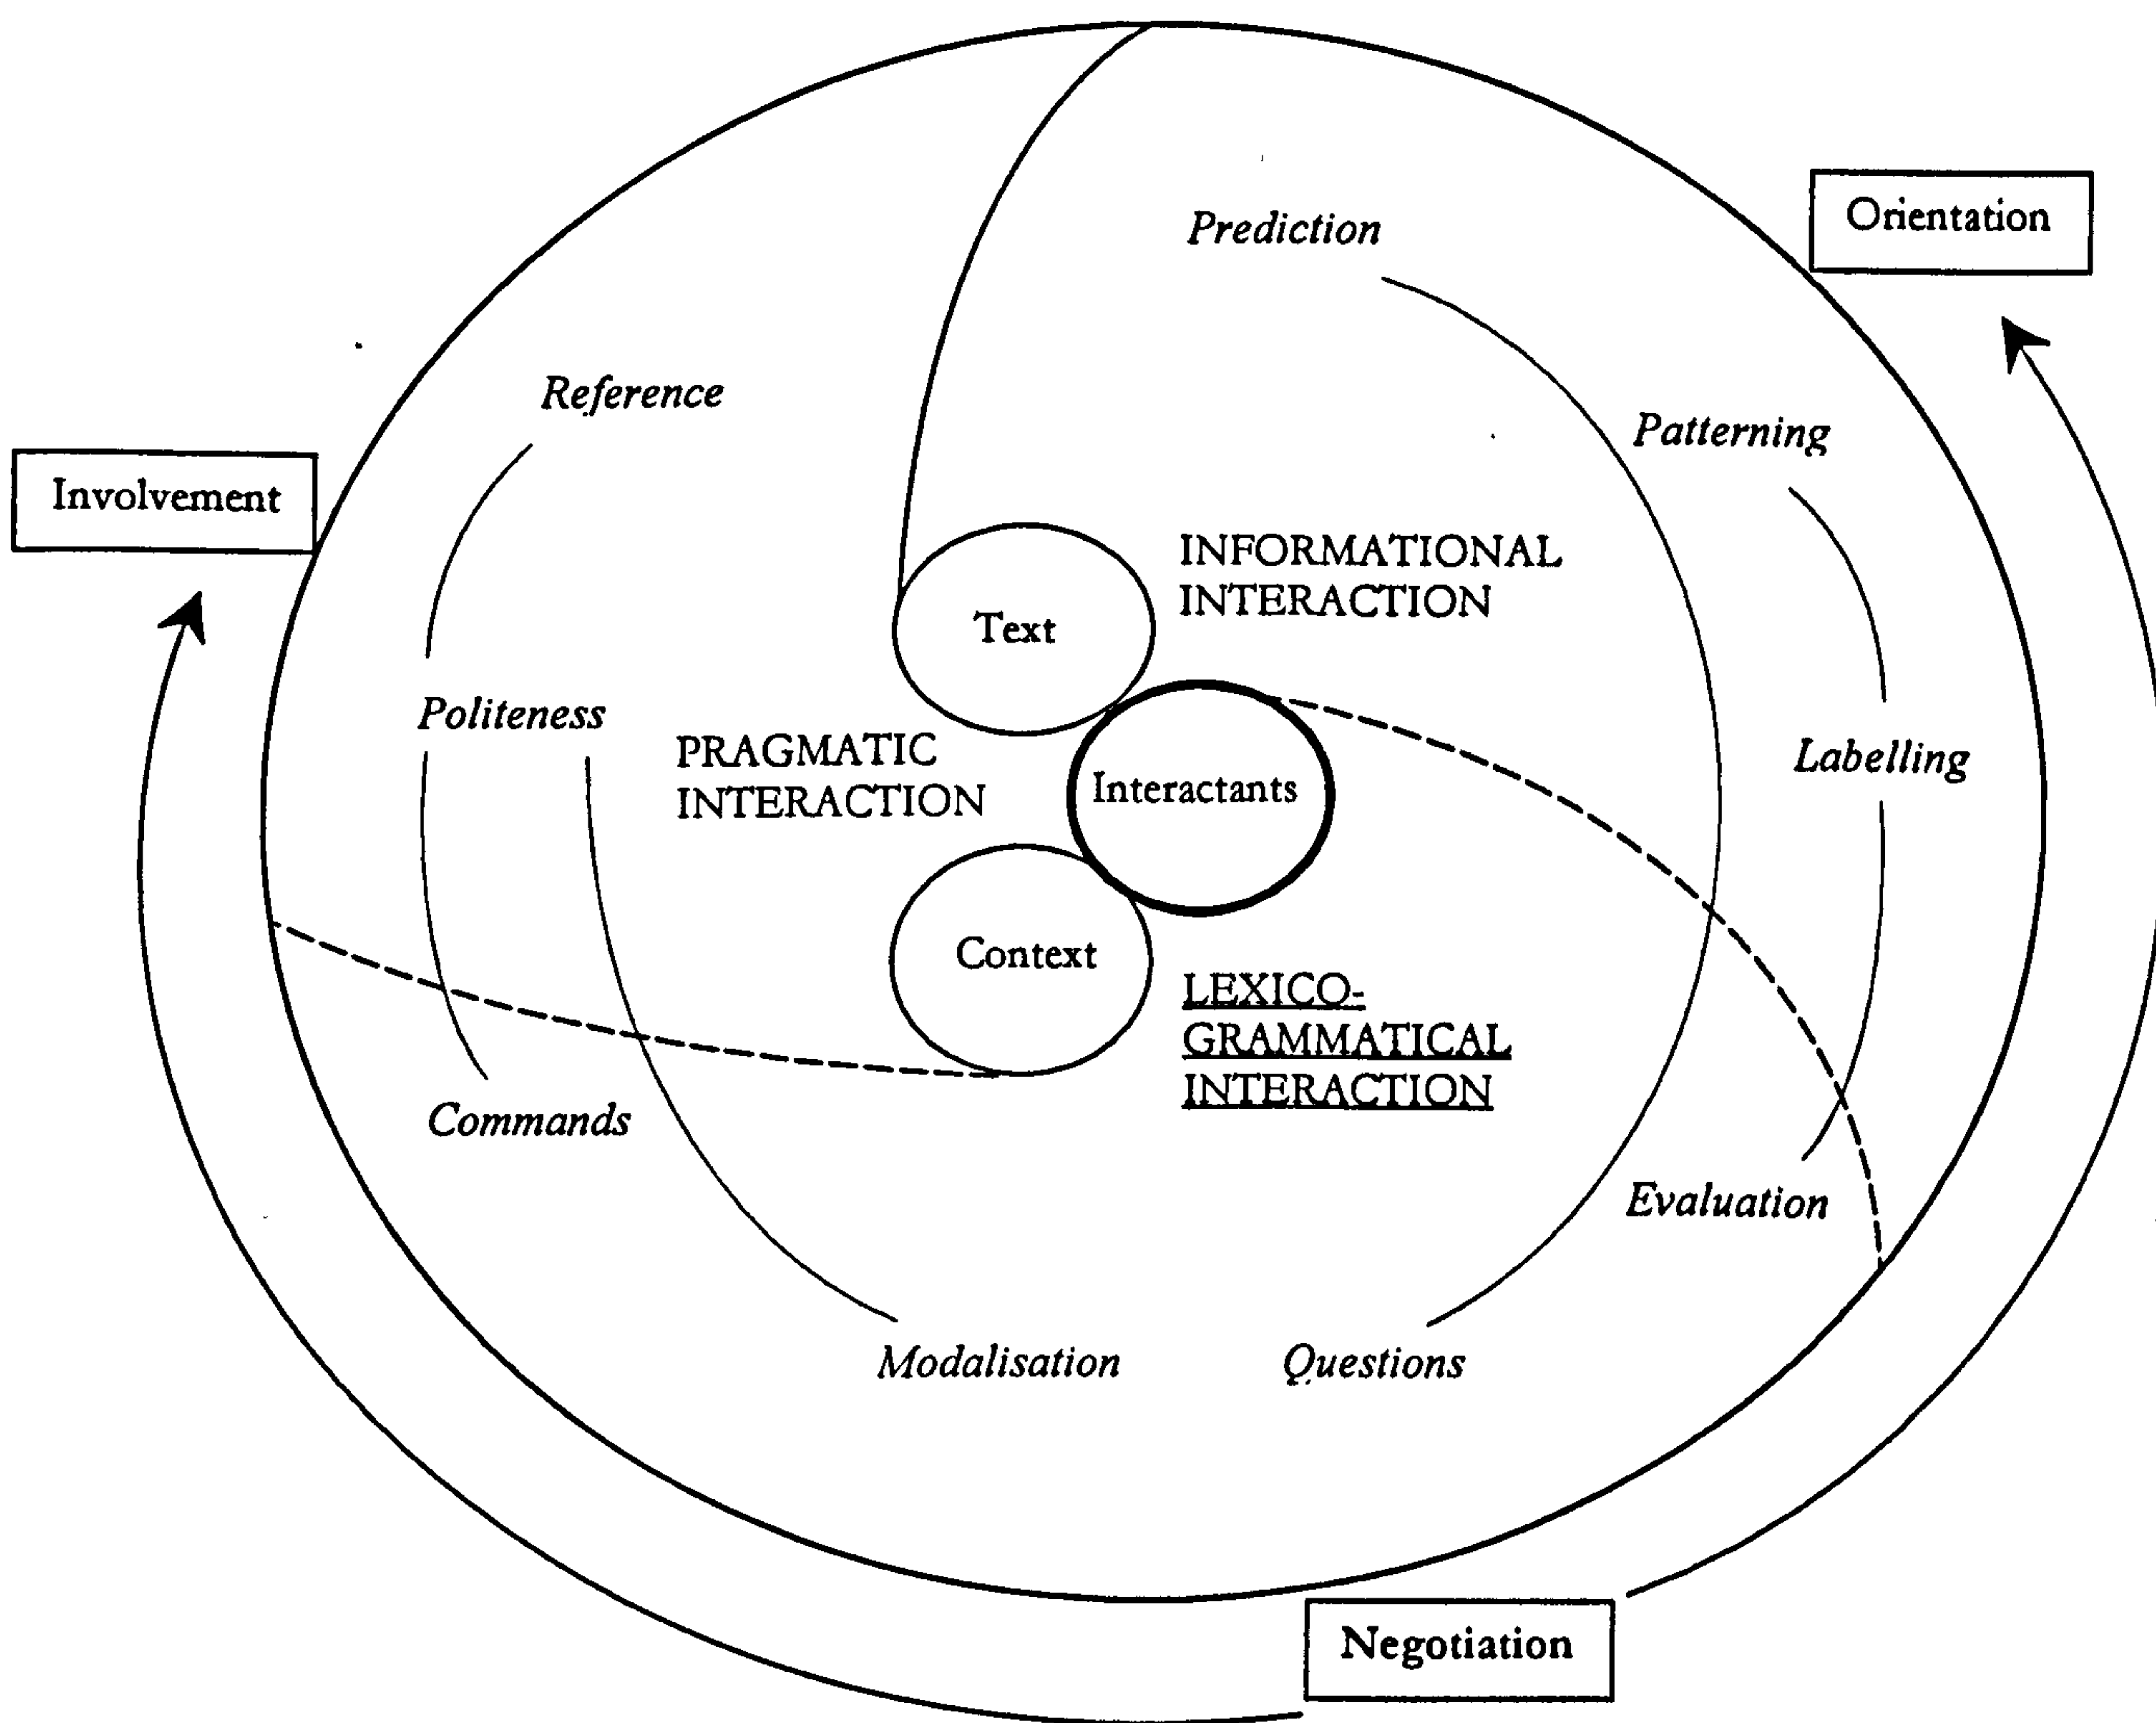 Prediction
Orientation
Reference
Patterning
Involvement
INFORMATIONAL
INTERACTION
Text
Politeness
PRAGMATIC
INTERACTION
Interactants
Labelling
Context
LEXICO-
GRAMMATICAL
INTERACTION
Commands
Evaluation
Modalisation
Questions
Negotiation